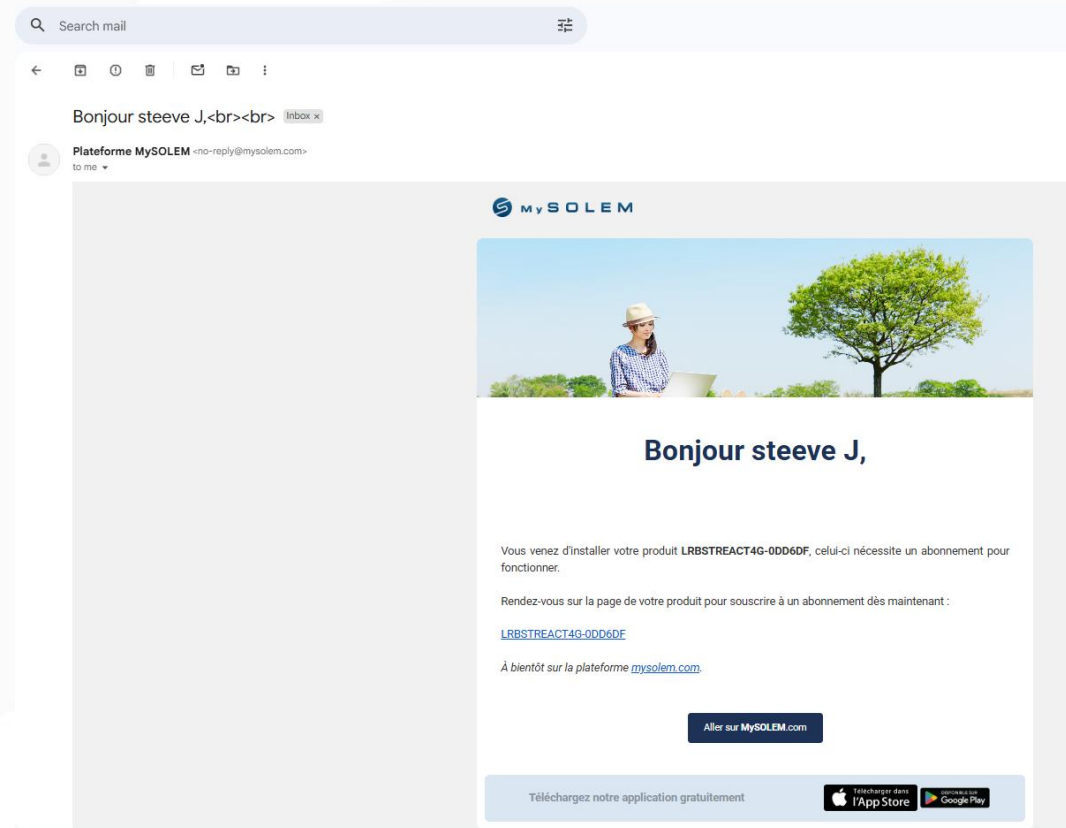 Search mail
Bonjour steeve J,<br><br> Inbox ×
Plateforme MySOLEM <no-reply@mysolem.com>
to me
MySOLEM
Bonjour steeve J,
Vous venez d'installer votre produit LRBSTREACT4G-0DD6DF, celui-ci nécessite un abonnement pour
fonctionner.
Rendez-vous sur la page de votre produit pour souscrire à un abonnement dès maintenant :
LRBSTREACT4G-0DD6DF
À bientôt sur la plateforme mysolem.com.
Aller sur MySOLEM.com
Téléchargez notre application gratuitement
Télécharger dans
l'App Store
DISPONIBLE SUR
Google Play